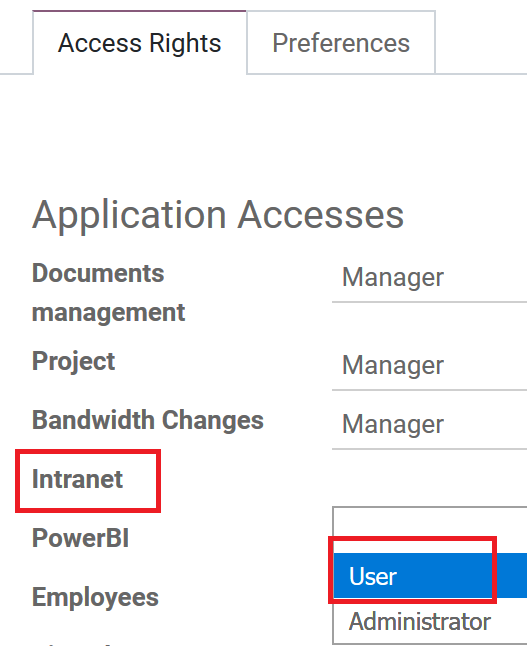 Access Rights
Preferences
Application Accesses
Documents
management
Manager
Project
Manager
Bandwidth Changes
Manager
Intranet
PowerBI
User
Employees
Administrator